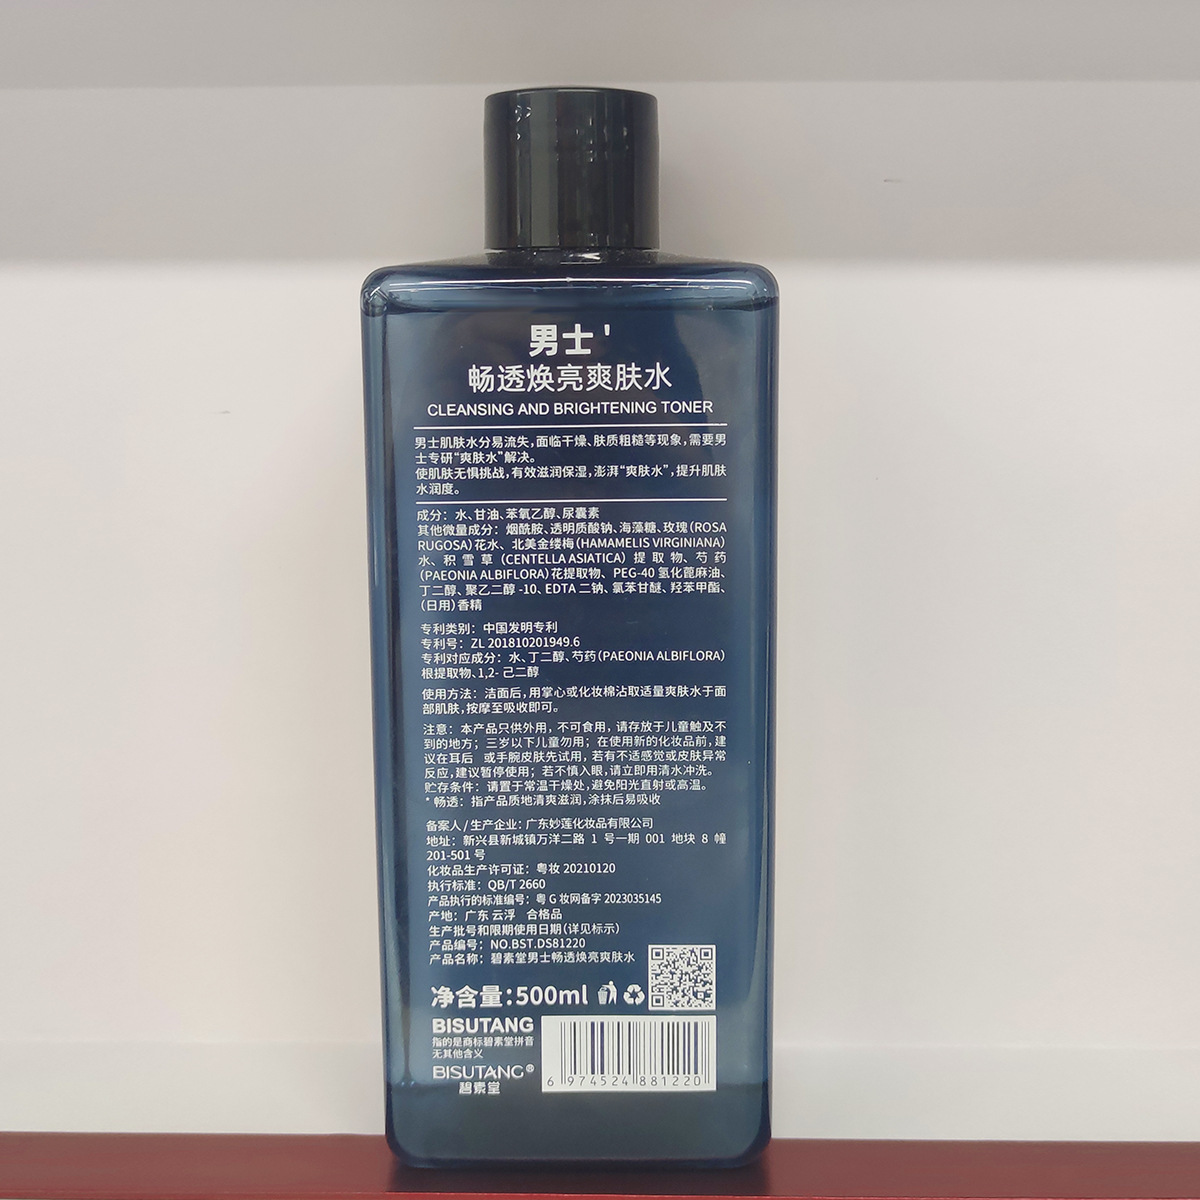 男士'
畅透焕亮爽肤水
CLEANSING AND BRIGHTENING TONER
男士肌肤水分易流失,面临干燥、肤质粗糙等现象,需要男
士专研“爽肤水”解决。
使肌肤无惧挑战,有效滋润保湿,澎湃“爽肤水”,提升肌肤
水润度。
成分：水、甘油、苯氧乙醇、尿囊素
其他微量成分：烟酰胺、透明质酸钠、海藻糖、玫瑰(ROSA
RUGOSA)花水、北美金缕梅(HAMAMELIS VIRGINIANA)
水、积雪草(CENTELLA ASIATICA)提取物、芍药
(PAEONIA ALBIFLORA)花提取物、PEG-40 氢化蓖麻油、
丁二醇、聚乙二醇 -10、EDTA 二钠、氯苯甘醚、羟苯甲酯、
(日用)香精
专利类别：中国发明专利
专利号：ZL 201810201949.6
专利对应成分：水、丁二醇、芍药(PAEONIA ALBIFLORA)
根提取物、1,2- 己二醇
使用方法：洁面后,用掌心或化妆棉沾取适量爽肤水于面
部肌肤,按摩至吸收即可。
注意：本产品只供外用，不可食用，请存放于儿童触及不
到的地方；三岁以下儿童勿用；在使用新的化妆品前,建
议在耳后 或手腕皮肤先试用，若有不适感觉或皮肤异常
反应,建议暂停使用；若不慎入眼,请立即用清水冲洗。
贮存条件：请置于常温干燥处,避免阳光直射或高温。
* 畅透：指产品质地清爽滋润,涂抹后易吸收
备案人 / 生产企业：广东妙莲化妆品有限公司
地址：新兴县新城镇万洋二路 1 号一期 001 地块 8 幢
201-501 号
化妆品生产许可证：粤妆 20210120
执行标准：QB/T 2660
产品执行的标准编号：粤 G 妆网备字 2023035145
产地：广东 云浮 合格品
生产批号和限期使用日期(详见标示)
产品编号：NO.BST.DS81220
产品名称：碧素堂男士畅透焕亮爽肤水
净含量：500ml
BISUTANG
指的是商标碧素堂拼音
无其他含义
BISUTANG®
碧素堂
6 974524 881220